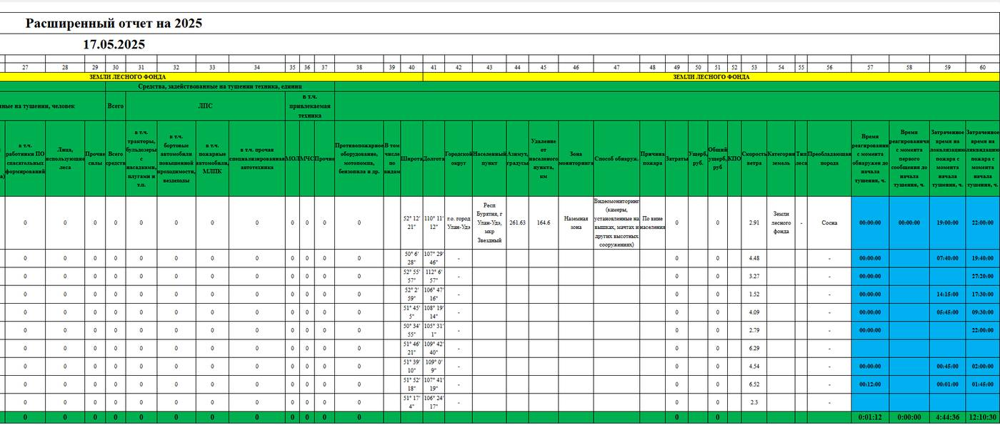 Расширенный отчет на 2025
17.05.2025
27 28 29 30 31 32 33 34 35 36 37 38 39 40 41 42 43 44 45 46 47 48 49 50 51 52 53 54 55 56 57 58 59 60
ЗЕМЛИ ЛЕСНОГО ФОНДА ЗЕМЛИ ЛЕСНОГО ФОНДА
Средства, задействованные на тушении техника, единиц
на тушении, человек Всего ЛПС в т.ч. привлекаемая техника
в т.ч. работники ПО спасательных формирований
Лица, использующие леса
Прочие силы
Всего средств
в т.ч. тракторы, бульдозеры с насадками, плугами и т.п.
в т.ч. бортовые автомобили повышенной проходимости, вездеходы
в т.ч. пожарные автомобили, МЛПК
в т.ч. прочая специализированная автотехника
МОЛ
МЧС
Прочие
Противопожарное оборудование, мотопомпа, бензопила и др.
В том числе по видам
Широта
Долгота
Городской округ
Населенный пункт
Азимут, градусы
Удаление от населенного пункта, км
Зона мониторинга
Способ обнаруж.
Причина пожара
Затраты
Ущерб, руб.
Общий ущерб, руб
КПО
Скорость ветра
Категория земель
Тип леса
Преобладающая порода
Время реагирования с момента обнаружен до начала тушения, ч.
Время реагирования с момента первого сообщения до начала тушения, ч.
Затраченное время на локализацию пожара с момента начала тушения, ч.
Затраченное время на ликвидацию пожара с момента начала тушения, ч.
0 0 0 0 0 0 0 0 0 0 0 0 52° 12' 21" 110° 11' 12" г.о. город Улан-Удэ Респ Бурятия, г Улан-Удэ, мкр Звездный 261.63 164.6 Наземная зона Видеомониторинг (камеры, установленные на вышках, мачтах и других высотных сооружениях) По вине населения 0 0 2.91 Земли лесного фонда - Сосна 00:00:00 00:00:00 19:00:00 22:00:00
0 0 0 0 0 0 0 0 0 0 0 0 50° 6' 28" 107° 29' 46" - 0 0 4.48 - 00:00:00 07:40:00 19:40:00
0 0 0 0 0 0 0 0 0 0 0 0 52° 55' 57" 112° 6' 57" - 0 0 3.27 - 00:00:00 27:20:00
0 0 0 0 0 0 0 0 0 0 0 0 52° 2' 59" 106° 47' 16" - 0 0 1.52 - 00:00:00 14:15:00 17:30:00
0 0 0 0 0 0 0 0 0 0 0 0 51° 45' 5" 108° 19' 14" - 0 0 4.09 - 00:00:00 05:45:00 09:30:00
0 0 0 0 0 0 0 0 0 0 0 0 50° 34' 55" 105° 31' 1" - 0 0 2.79 - 00:00:00 22:00:00
0 0 0 0 0 0 0 0 0 0 0 0 51° 46' 21" 109° 42' 40" - 0 0 6.29 -
0 0 0 0 0 0 0 0 0 0 0 0 51° 39' 10" 109° 0' 9" - 0 0 4.54 - 00:00:00 00:45:00 02:00:00
0 0 0 0 0 0 0 0 0 0 0 0 51° 52' 18" 107° 41' 19" - 0 0 6.52 - 00:12:00 00:01:00 01:45:00
0 0 0 0 0 0 0 0 0 0 0 0 51° 17' 4" 106° 24' 17" - 0 0 2.3 -
0 0 0 0 0 0 0 0 0 0 0 0 0 0 0:01:12 0:00:00 4:44:36 12:10:30